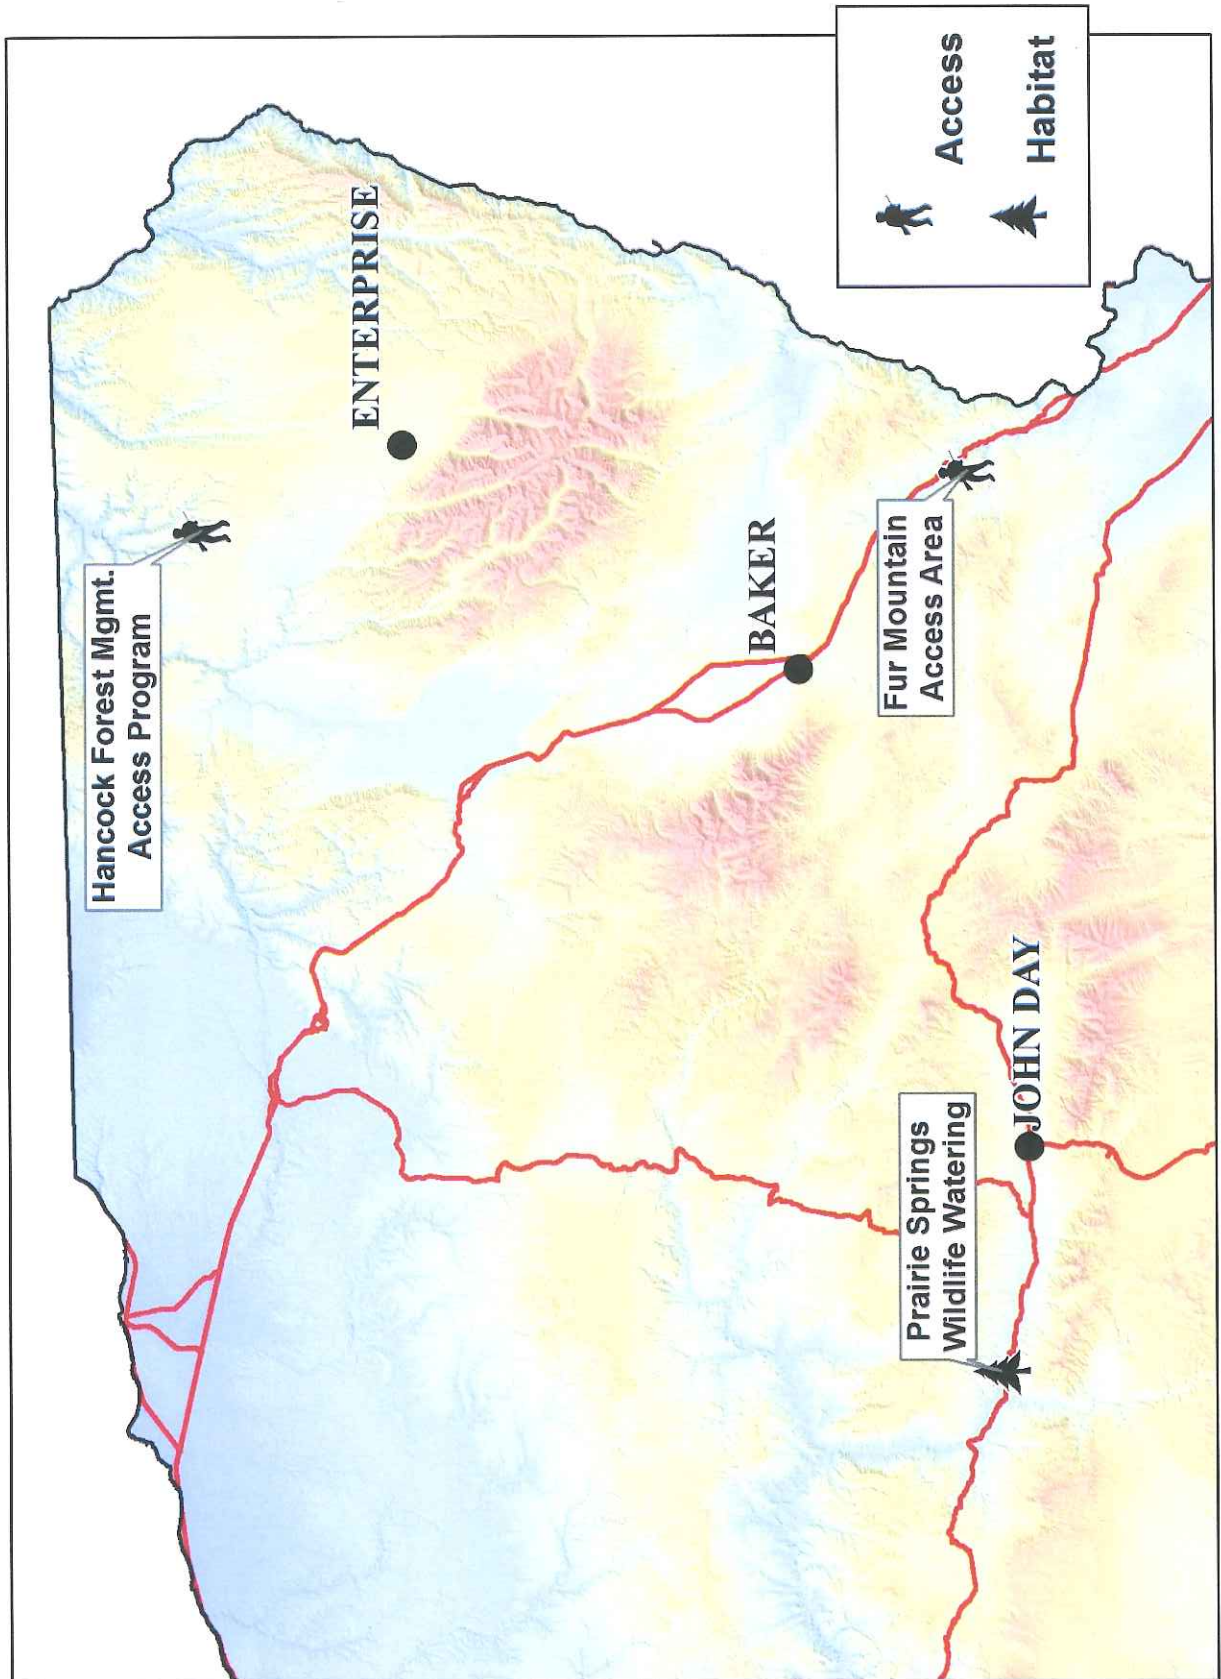 Hancock Forest Mgmt.
Access Program
ENTERPRISE
BAKER
Fur Mountain
Access Area
Prairie Springs
Wildlife Watering
JOHN DAY
Access
Habitat